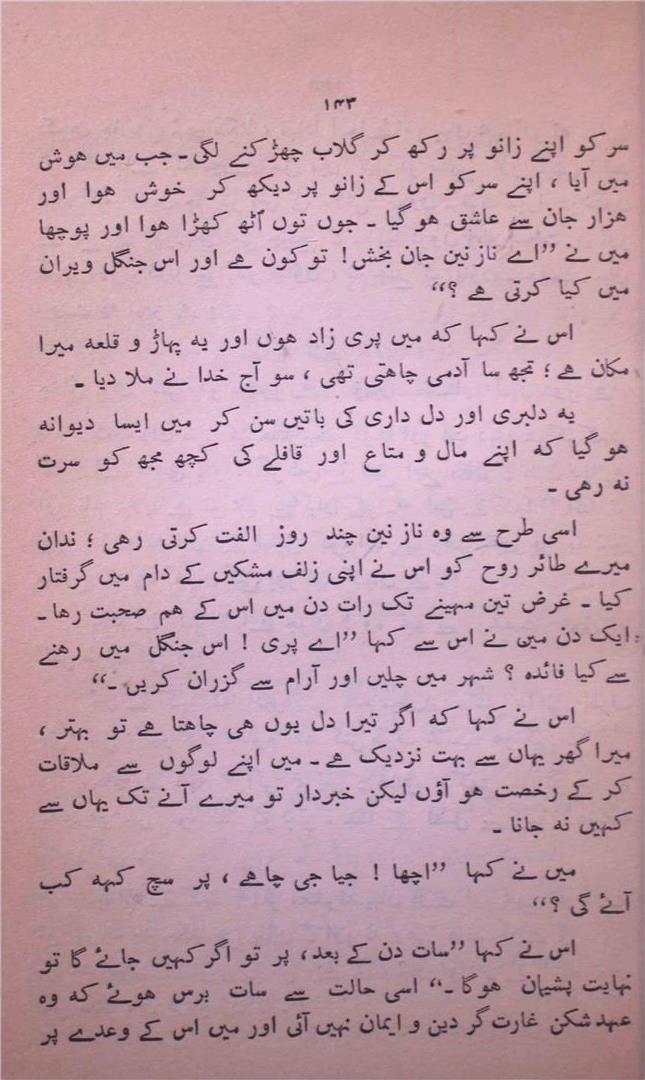 ۱۴۳
سر کو اپنے زانو پر رکھ کر گلاب چھڑکنے لگی ۔ جب میں ہوش
میں آیا ، اپنے سر کو اس کے زانو پر دیکھ کر خوش ہوا اور
ہزار جان سے عاشق ہو گیا ۔ جوں توں اُٹھ کھڑا ہوا اور پوچھا
میں نے ’’اے نازنین جان بخش! تو کون ہے اور اس جنگل ویران
میں کیا کرتی ہے ؟‘‘
اس نے کہا کہ میں پری زاد ہوں اور یہ پہاڑ و قلعہ میرا
مکان ہے ؛ تجھ سا آدمی چاہتی تھی ، سو آج خدا نے ملا دیا ۔
یہ دلبری اور دل داری کی باتیں سن کر میں ایسا دیوانہ
ہو گیا کہ اپنے مال و متاع اور قافلے کی کچھ مجھ کو سرت
نہ رہی ۔
اسی طرح سے وہ نازنین چند روز الفت کرتی رہی ؛ ندان
میرے طائر روح کو اس نے اپنی زلف مشکیں کے دام میں گرفتار
کیا ۔ غرض تین مہینے تک رات دن میں اس کے ہم صحبت رہا ۔
ایک دن میں نے اس سے کہا ’’اے پری ! اس جنگل میں رہنے
سے کیا فائدہ ؟ شہر میں چلیں اور آرام سے گزران کریں ۔‘‘
اس نے کہا کہ اگر تیرا دل یوں ہی چاہتا ہے تو بہتر ،
میرا گھر یہاں سے بہت نزدیک ہے ۔ میں اپنے لوگوں سے ملاقات
کر کے رخصت ہو آؤں لیکن خبردار تو میرے آنے تک یہاں سے
کہیں نہ جانا ۔
میں نے کہا ’’اچھا ! جیا جی چاہے ، پر سچ کہہ کب
آئے گی ؟‘‘
اس نے کہا ’’سات دن کے بعد، پر تو اگر کہیں جائے گا تو
نہایت پشیمان ہوگا ۔‘‘ اسی حالت سے سات برس ہوئے کہ وہ
عہد شکن غارت گر دین و ایمان نہیں آئی اور میں اس کے وعدے پر